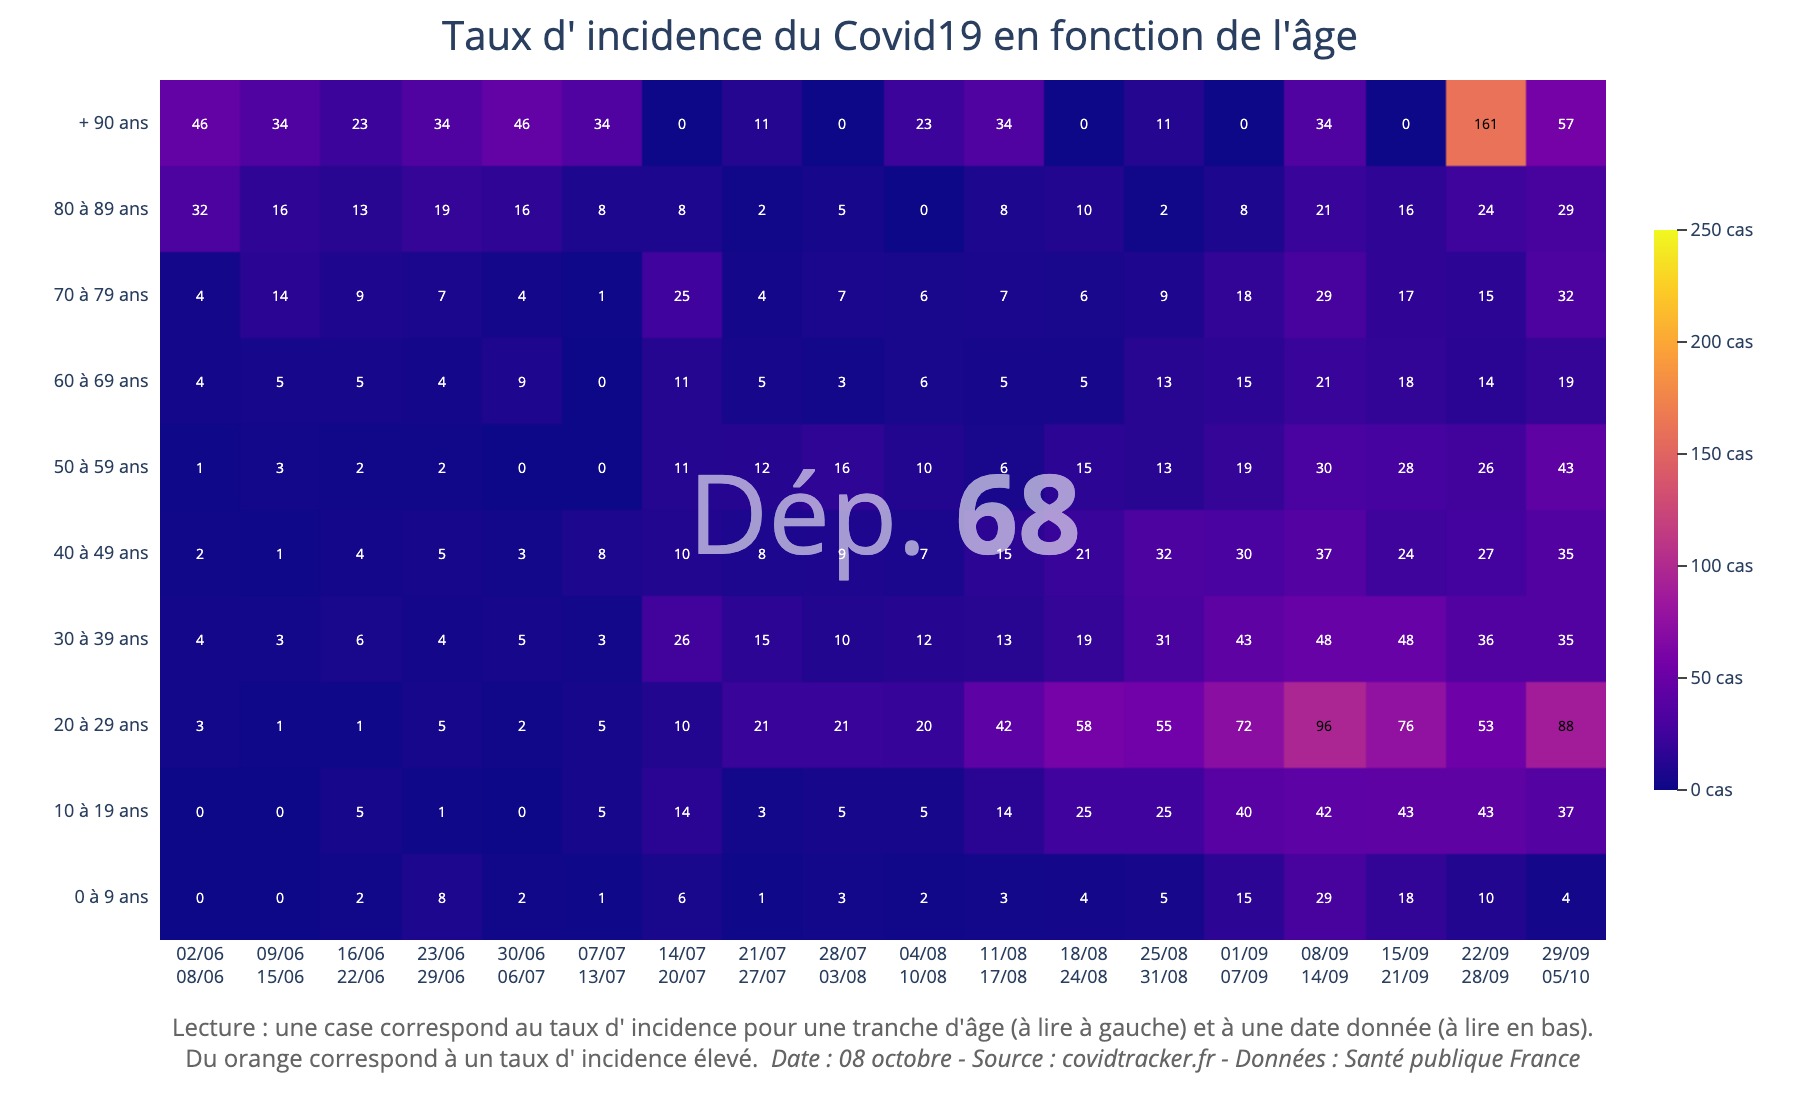 Taux d' incidence du Covid19 en fonction de l'âge
+ 90 ans 46 34 23 34 46 34 0 11 0 23 34 0 11 0 34 0 161 57
80 à 89 ans 32 16 13 19 16 8 8 2 5 0 8 10 2 8 21 16 24 29
70 à 79 ans 4 14 9 7 4 1 25 4 7 6 7 6 9 18 29 17 15 32
60 à 69 ans 4 5 5 4 9 0 11 5 3 6 5 5 13 15 21 18 14 19
50 à 59 ans 1 3 2 2 0 0 11 12 16 10 6 15 13 19 30 28 26 43
Dép. 68
40 à 49 ans 2 1 4 5 3 8 10 8 9 7 15 21 32 30 37 24 27 35
30 à 39 ans 4 3 6 4 5 3 26 15 10 12 13 19 31 43 48 48 36 35
20 à 29 ans 3 1 1 5 2 5 10 21 21 20 42 58 55 72 96 76 53 88
10 à 19 ans 0 0 5 1 0 5 14 3 5 5 14 25 25 40 42 43 43 37
0 à 9 ans 0 0 2 8 2 1 6 1 3 2 3 4 5 15 29 18 10 4
02/06 09/06 16/06 23/06 30/06 07/07 14/07 21/07 28/07 04/08 11/08 18/08 25/08 01/09 08/09 15/09 22/09 29/09
08/06 15/06 22/06 29/06 06/07 13/07 20/07 27/07 03/08 10/08 17/08 24/08 31/08 07/09 14/09 21/09 28/09 05/10
250 cas
200 cas
150 cas
100 cas
50 cas
0 cas
Lecture : une case correspond au taux d' incidence pour une tranche d'âge (à lire à gauche) et à une date donnée (à lire en bas).
Du orange correspond à un taux d' incidence élevé. Date : 08 octobre - Source : covidtracker.fr - Données : Santé publique France